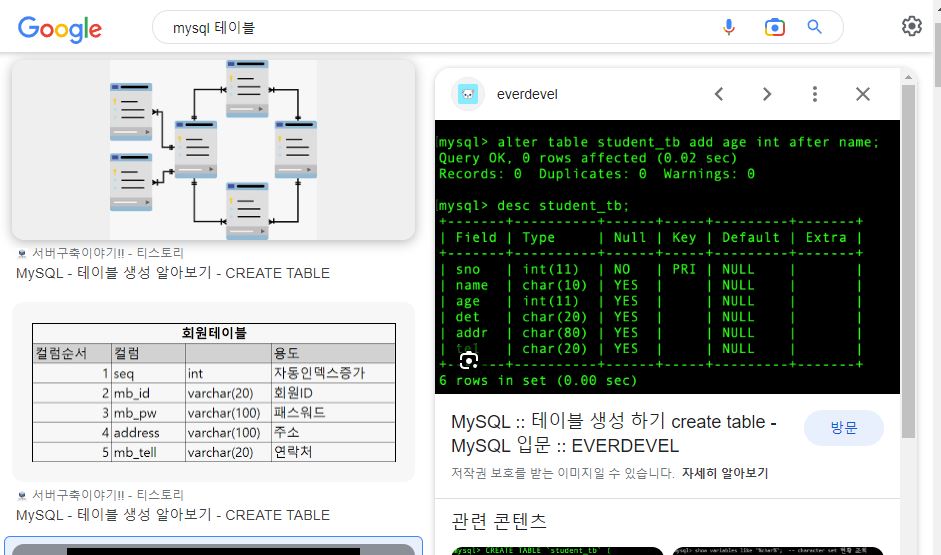 Google
mysql 테이블
서버구축이야기!! - 티스토리
MySQL - 테이블 생성 알아보기 - CREATE TABLE
회원테이블
컬럼순서 컬럼 용도
1 seq int 자동인덱스증가
2 mb_id varchar(20) 회원ID
3 mb_pw varchar(100) 패스워드
4 address varchar(100) 주소
5 mb_tell varchar(20) 연락처
서버구축이야기!! - 티스토리
MySQL - 테이블 생성 알아보기 - CREATE TABLE
everdevel
mysql> alter table student_tb add age int after name;
Query OK, 0 rows affected (0.02 sec)
Records: 0  Duplicates: 0  Warnings: 0
mysql> desc student_tb;
+-------+----------+------+-----+---------+-------+
| Field | Type     | Null | Key | Default | Extra |
+-------+----------+------+-----+---------+-------+
| sno   | int(11)  | NO   | PRI | NULL    |       |
| name  | char(10) | YES  |     | NULL    |       |
| age   | int(11)  | YES  |     | NULL    |       |
| det   | char(20) | YES  |     | NULL    |       |
| addr  | char(80) | YES  |     | NULL    |       |
| tel   | char(20) | YES  |     | NULL    |       |
+-------+----------+------+-----+---------+-------+
6 rows in set (0.00 sec)
MySQL :: 테이블 생성 하기 create table -
MySQL 입문 :: EVERDEVEL
방문
저작권 보호를 받는 이미지일 수 있습니다. 자세히 알아보기
관련 콘텐츠
mysql> CREATE TABLE `student_tb` (
mysql> show variables like "%char%"; -- character set 현황 조회